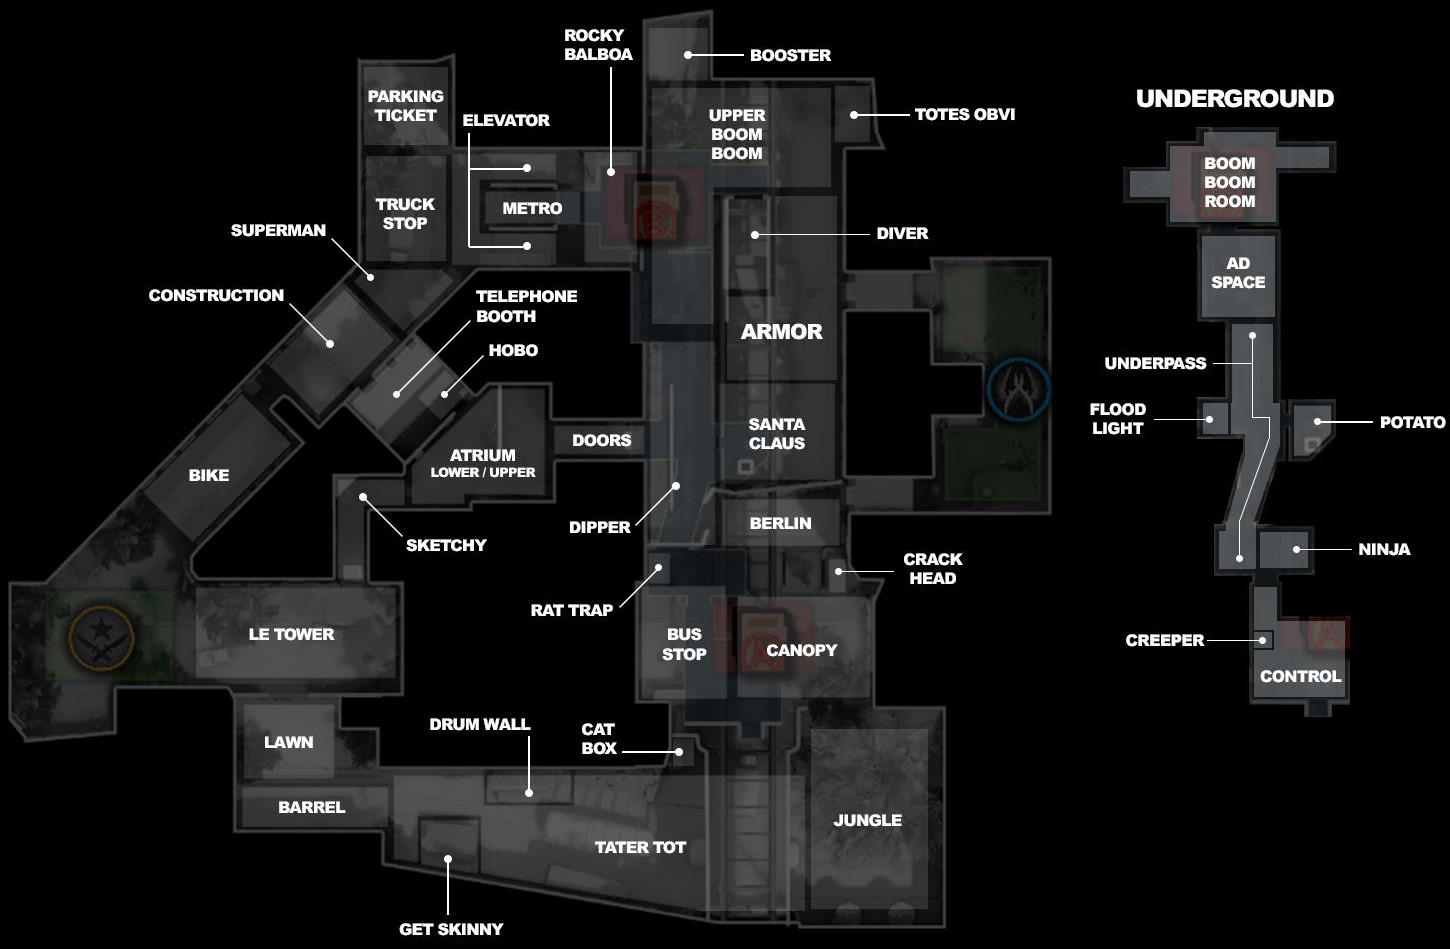 ROCKY
BALBOA
BOOSTER
PARKING
TICKET
ELEVATOR
UPPER
BOOM
BOOM
TOTES OBVI
TRUCK
STOP
METRO
B
SUPERMAN
DIVER
CONSTRUCTION
TELEPHONE
BOOTH
HOBO
ARMOR
BIKE
ATRIUM
LOWER / UPPER
DOORS
SANTA
CLAUS
SKETCHY
DIPPER
BERLIN
CRACK
HEAD
RAT TRAP
LE TOWER
BUS
STOP
A
CANOPY
DRUM WALL
CAT
BOX
LAWN
BARREL
TATER TOT
JUNGLE
GET SKINNY
UNDERGROUND
BOOM
BOOM
ROOM
AD
SPACE
UNDERPASS
FLOOD
LIGHT
POTATO
NINJA
CREEPER
A
CONTROL